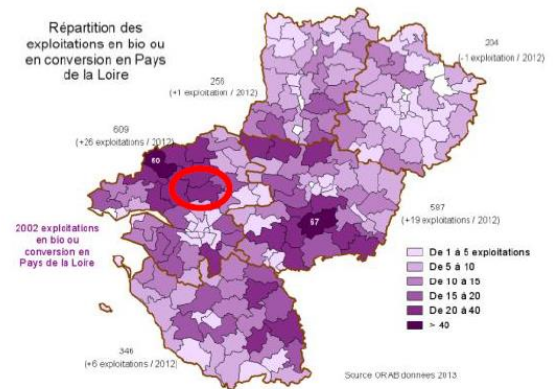 Répartition des
exploitations en bio ou
en conversion en Pays
de la Loire
204
(-1 exploitation / 2012)
256
(+1 exploitation / 2012)
609
(+26 exploitations / 2012)
60
2002 exploitations
en bio ou
conversion en
Pays de la Loire
67
587
(+19 exploitations / 2012)
De 1 à 5 exploitations
De 5 à 10
De 10 à 15
De 15 à 20
De 20 à 40
> 40
346
(+6 exploitations / 2012)
Source ORAB données 2013